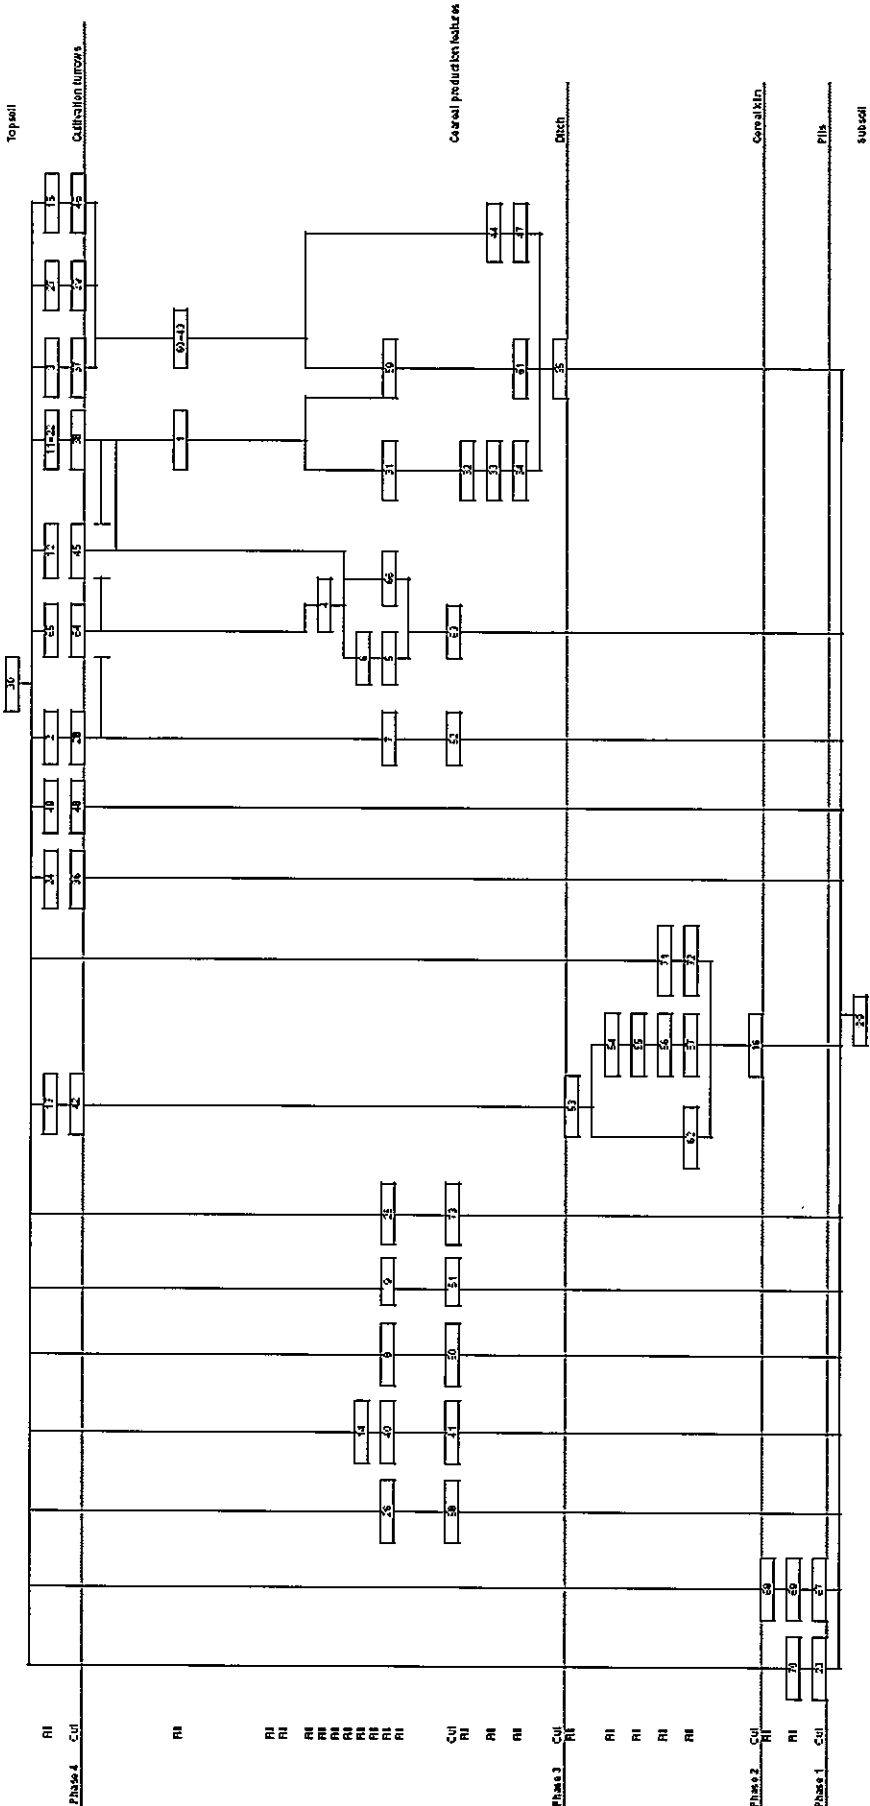 30 Topsoil
Fill 17 24 49 2 65 12 11=22 3 15
Phase 4 Cut 42 36 48 28 64 45 38 37 46 Cultivation furrows
Fill 1 60=43
Fill
Fill
Fill
Fill
Fill
Fill
Fill 14 6
Fill
Fill 26 40 8 9 25 7 5 66 31 59
Fill
Cut 58 41 50 51 73 52 63 Ceareal production features
Fill 32
Fill 33 44
Fill 34 61 47
Phase 3 Cut 35 Ditch
Fill 53
Fill 54
Fill 55
Fill 56 71
Fill 62 57 72
Phase 2 Cut 16 Cereal kiln
Fill 68
Fill 70 69
Phase 1 Cut 23 67 Pits
29 Subsoil